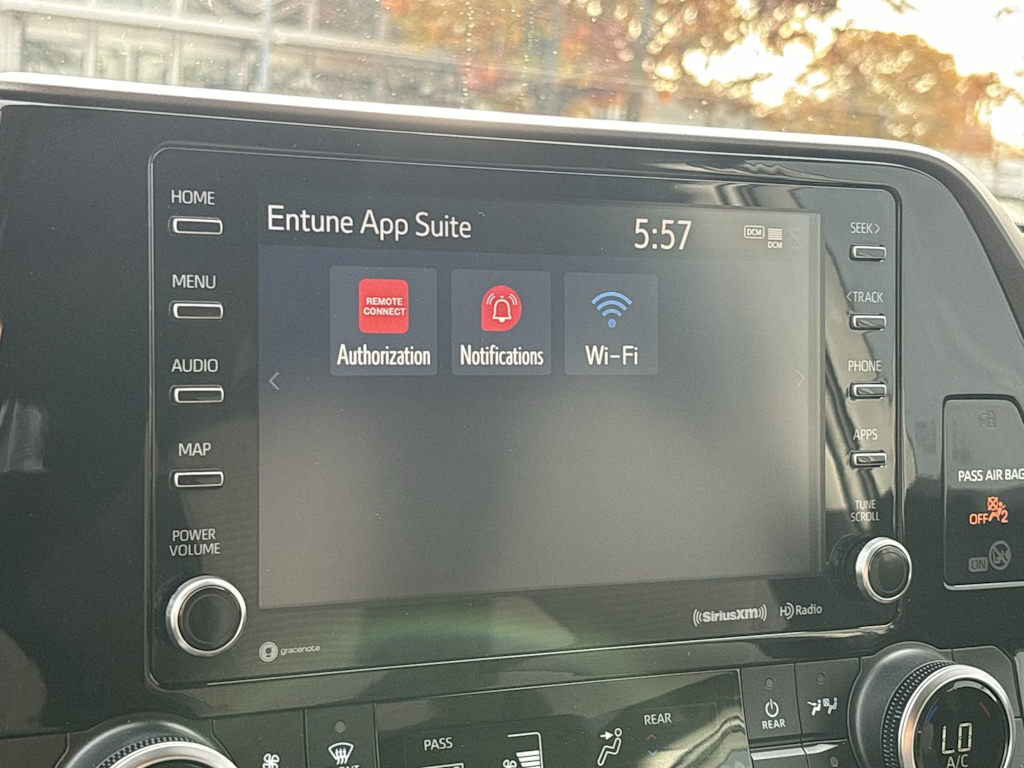 HOME
MENU
AUDIO
MAP
POWER
VOLUME
Entune App Suite
5:57
DCM
DCM
REMOTE
CONNECT
Authorization
Notifications
Wi-Fi
SEEK>
<TRACK
PHONE
APPS
TUNE
SCROLL
PASS AIR BAG
OFF 2
ON
gracenote
SiriusXM
HD Radio
PASS
REAR
REAR
LO
A/C